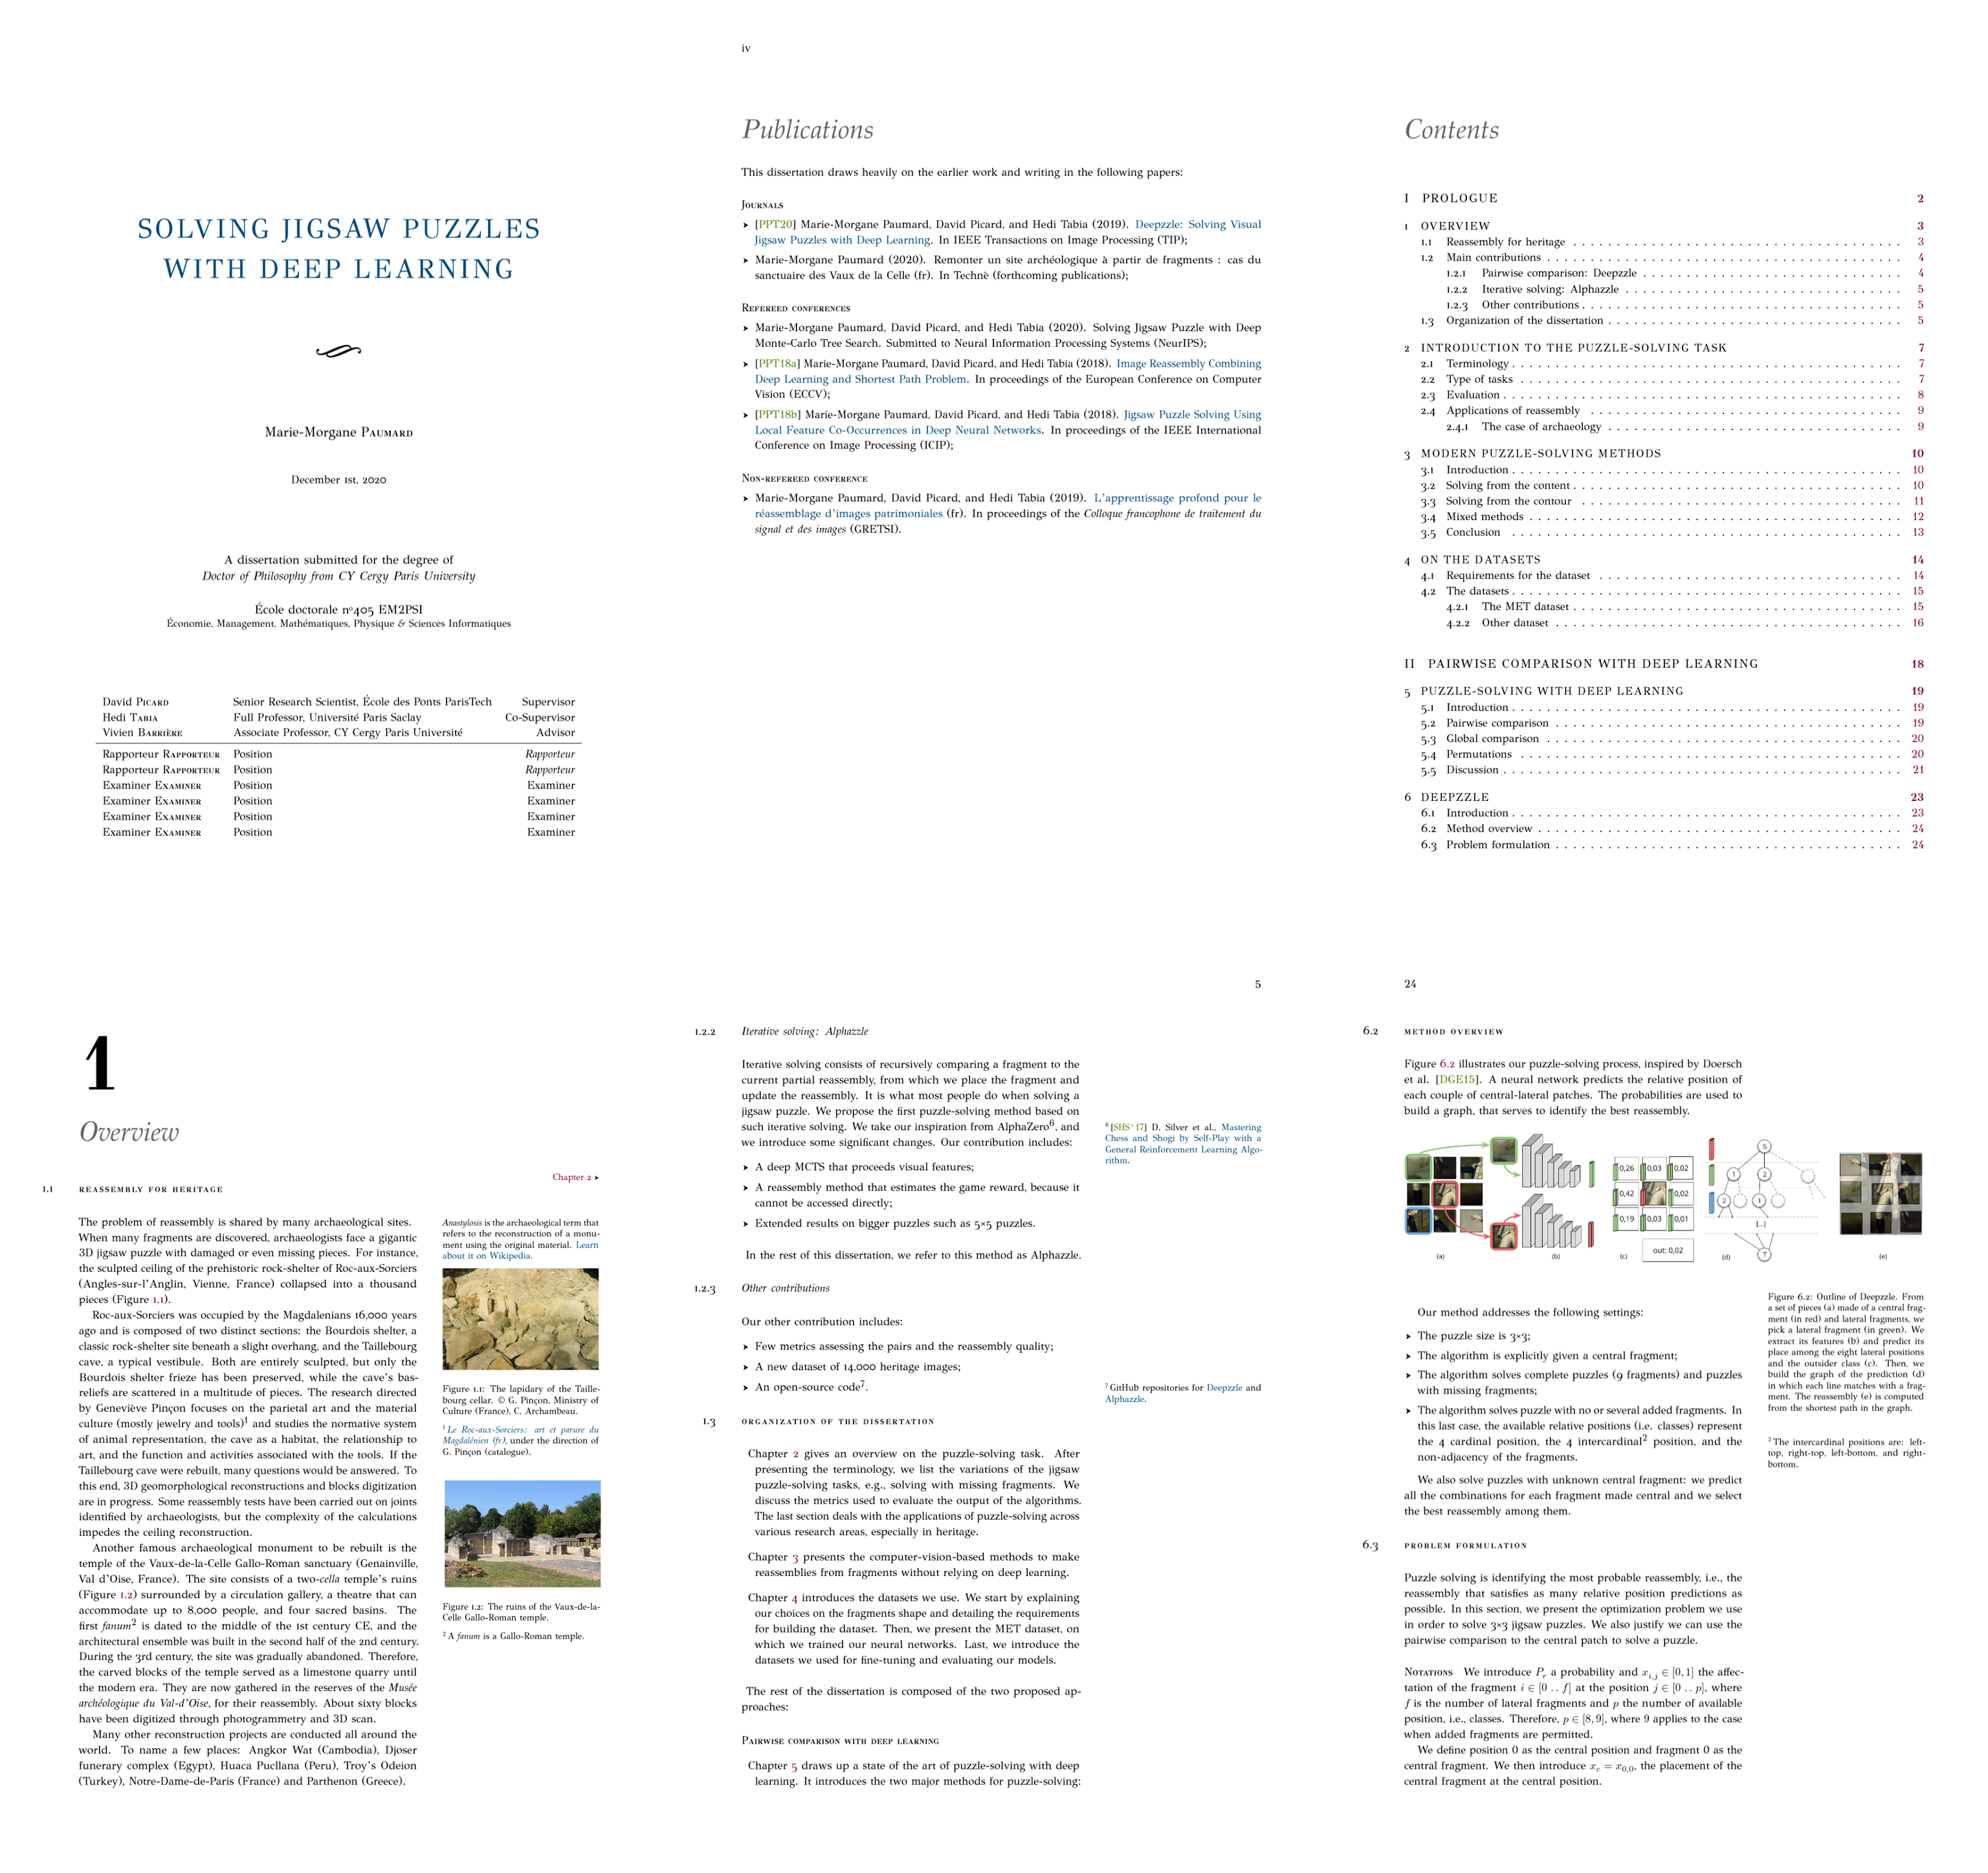 SOLVING JIGSAW PUZZLES
WITH DEEP LEARNING
Marie-Morgane Paumard
December 1st, 2020
A dissertation submitted for the degree of
Doctor of Philosophy from CY Cergy Paris University
École doctorale nº405 EM2PSI
Économie, Management, Mathématiques, Physique & Sciences Informatiques
David Picard Senior Research Scientist, École des Ponts ParisTech Supervisor
Hedi Tabia Full Professor, Université Paris Saclay Co-Supervisor
Vivien Barrière Associate Professor, CY Cergy Paris Université Advisor
Rapporteur Rapporteur Position Rapporteur
Rapporteur Rapporteur Position Rapporteur
Examiner Examiner Position Examiner
Examiner Examiner Position Examiner
Examiner Examiner Position Examiner
Examiner Examiner Position Examiner
iv
Publications
This dissertation draws heavily on the earlier work and writing in the following papers:
Journals
➤ [PPT20] Marie-Morgane Paumard, David Picard, and Hedi Tabia (2019). Deepzzle: Solving Visual
Jigsaw Puzzles with Deep Learning. In IEEE Transactions on Image Processing (TIP);
➤ Marie-Morgane Paumard (2020). Remonter un site archéologique à partir de fragments : cas du
sanctuaire des Vaux de la Celle (fr). In Technè (forthcoming publications);
Refereed conferences
➤ Marie-Morgane Paumard, David Picard, and Hedi Tabia (2020). Solving Jigsaw Puzzle with Deep
Monte-Carlo Tree Search. Submitted to Neural Information Processing Systems (NeurIPS);
➤ [PPT18a] Marie-Morgane Paumard, David Picard, and Hedi Tabia (2018). Image Reassembly Combining
Deep Learning and Shortest Path Problem. In proceedings of the European Conference on Computer
Vision (ECCV);
➤ [PPT18b] Marie-Morgane Paumard, David Picard, and Hedi Tabia (2018). Jigsaw Puzzle Solving Using
Local Feature Co-Occurrences in Deep Neural Networks. In proceedings of the IEEE International
Conference on Image Processing (ICIP);
Non-refereed conference
➤ Marie-Morgane Paumard, David Picard, and Hedi Tabia (2019). L'apprentissage profond pour le
réassemblage d'images patrimoniales (fr). In proceedings of the Colloque francophone de traitement du
signal et des images (GRETSI).
Contents
I PROLOGUE 2
1 OVERVIEW 3
1.1 Reassembly for heritage 3
1.2 Main contributions 4
1.2.1 Pairwise comparison: Deepzzle 4
1.2.2 Iterative solving: Alphazzle 5
1.2.3 Other contributions 5
1.3 Organization of the dissertation 5
2 INTRODUCTION TO THE PUZZLE-SOLVING TASK 7
2.1 Terminology 7
2.2 Type of tasks 7
2.3 Evaluation 8
2.4 Applications of reassembly 9
2.4.1 The case of archaeology 9
3 MODERN PUZZLE-SOLVING METHODS 10
3.1 Introduction 10
3.2 Solving from the content 10
3.3 Solving from the contour 11
3.4 Mixed methods 12
3.5 Conclusion 13
4 ON THE DATASETS 14
4.1 Requirements for the dataset 14
4.2 The datasets 15
4.2.1 The MET dataset 15
4.2.2 Other dataset 16
II PAIRWISE COMPARISON WITH DEEP LEARNING 18
5 PUZZLE-SOLVING WITH DEEP LEARNING 19
5.1 Introduction 19
5.2 Pairwise comparison 19
5.3 Global comparison 20
5.4 Permutations 20
5.5 Discussion 21
6 DEEPZZLE 23
6.1 Introduction 23
6.2 Method overview 24
6.3 Problem formulation 24
1
Overview
Chapter 2 ➤
1.1 REASSEMBLY FOR HERITAGE
The problem of reassembly is shared by many archaeological sites.
When many fragments are discovered, archaeologists face a gigantic
3D jigsaw puzzle with damaged or even missing pieces. For instance,
the sculpted ceiling of the prehistoric rock-shelter of Roc-aux-Sorciers
(Angles-sur-l'Anglin, Vienne, France) collapsed into a thousand
pieces (Figure 1.1).
Roc-aux-Sorciers was occupied by the Magdalenians 16,000 years
ago and is composed of two distinct sections: the Bourdois shelter, a
classic rock-shelter site beneath a slight overhang, and the Taillebourg
cave, a typical vestibule. Both are entirely sculpted, but only the
Bourdois shelter frieze has been preserved, while the cave's bas-
reliefs are scattered in a multitude of pieces. The research directed
by Geneviève Pinçon focuses on the parietal art and the material
culture (mostly jewelry and tools)1 and studies the normative system
of animal representation, the cave as a habitat, the relationship to
art, and the function and activities associated with the tools. If the
Taillebourg cave were rebuilt, many questions would be answered. To
this end, 3D geomorphological reconstructions and blocks digitization
are in progress. Some reassembly tests have been carried out on joints
identified by archaeologists, but the complexity of the calculations
impedes the ceiling reconstruction.
Another famous archaeological monument to be rebuilt is the
temple of the Vaux-de-la-Celle Gallo-Roman sanctuary (Genainville,
Val d'Oise, France). The site consists of a two-cella temple's ruins
(Figure 1.2) surrounded by a circulation gallery, a theatre that can
accommodate up to 8,000 people, and four sacred basins. The
first fanum2 is dated to the middle of the 1st century CE, and the
architectural ensemble was built in the second half of the 2nd century.
During the 3rd century, the site was gradually abandoned. Therefore,
the carved blocks of the temple served as a limestone quarry until
the modern era. They are now gathered in the reserves of the Musée
archéologique du Val-d'Oise, for their reassembly. About sixty blocks
have been digitized through photogrammetry and 3D scan.
Many other reconstruction projects are conducted all around the
world. To name a few places: Angkor Wat (Cambodia), Djoser
funerary complex (Egypt), Huaca Pucllana (Peru), Troy's Odeion
(Turkey), Notre-Dame-de-Paris (France) and Parthenon (Greece).
Anastylosis is the archaeological term that
refers to the reconstruction of a monu-
ment using the original material. Learn
about it on Wikipedia.
Figure 1.1: The lapidary of the Taille-
bourg cellar. © G. Pinçon, Ministry of
Culture (France), C. Archambeau.
1 Le Roc-aux-Sorciers: art et parure du
Magdalénien (fr), under the direction of
G. Pinçon (catalogue).
Figure 1.2: The ruins of the Vaux-de-la-
Celle Gallo-Roman temple.
2 A fanum is a Gallo-Roman temple.
5
1.2.2 Iterative solving: Alphazzle
Iterative solving consists of recursively comparing a fragment to the
current partial reassembly, from which we place the fragment and
update the reassembly. It is what most people do when solving a
jigsaw puzzle. We propose the first puzzle-solving method based on
such iterative solving. We take our inspiration from AlphaZero6, and
we introduce some significant changes. Our contribution includes:
➤ A deep MCTS that proceeds visual features;
➤ A reassembly method that estimates the game reward, because it
cannot be accessed directly;
➤ Extended results on bigger puzzles such as 5×5 puzzles.
In the rest of this dissertation, we refer to this method as Alphazzle.
6 [SHS+17] D. Silver et al., Mastering
Chess and Shogi by Self-Play with a
General Reinforcement Learning Algo-
rithm.
1.2.3 Other contributions
Our other contribution includes:
➤ Few metrics assessing the pairs and the reassembly quality;
➤ A new dataset of 14,000 heritage images;
➤ An open-source code7.
7 GitHub repositories for Deepzzle and
Alphazzle.
1.3 ORGANIZATION OF THE DISSERTATION
Chapter 2 gives an overview on the puzzle-solving task. After
presenting the terminology, we list the variations of the jigsaw
puzzle-solving tasks, e.g., solving with missing fragments. We
discuss the metrics used to evaluate the output of the algorithms.
The last section deals with the applications of puzzle-solving across
various research areas, especially in heritage.
Chapter 3 presents the computer-vision-based methods to make
reassemblies from fragments without relying on deep learning.
Chapter 4 introduces the datasets we use. We start by explaining
our choices on the fragments shape and detailing the requirements
for building the dataset. Then, we present the MET dataset, on
which we trained our neural networks. Last, we introduce the
datasets we used for fine-tuning and evaluating our models.
The rest of the dissertation is composed of the two proposed ap-
proaches:
Pairwise comparison with deep learning
Chapter 5 draws up a state of the art of puzzle-solving with deep
learning. It introduces the two major methods for puzzle-solving:
24
6.2 METHOD OVERVIEW
Figure 6.2 illustrates our puzzle-solving process, inspired by Doersch
et al. [DGE15]. A neural network predicts the relative position of
each couple of central-lateral patches. The probabilities are used to
build a graph, that serves to identify the best reassembly.
0,26 0,03 0,02
0,42 0,02
0,19 0,03 0,01
out: 0,02
S
1 2
2 1
[...]
T
(a) (b) (c) (d) (e)
Figure 6.2: Outline of Deepzzle. From
a set of pieces (a) made of a central frag-
ment (in red) and lateral fragments, we
pick a lateral fragment (in green). We
extract its features (b) and predict its
place among the eight lateral positions
and the outsider class (c). Then, we
build the graph of the prediction (d)
in which each line matches with a frag-
ment. The reassembly (e) is computed
from the shortest path in the graph.
Our method addresses the following settings:
➤ The puzzle size is 3×3;
➤ The algorithm is explicitly given a central fragment;
➤ The algorithm solves complete puzzles (9 fragments) and puzzles
with missing fragments;
➤ The algorithm solves puzzle with no or several added fragments. In
this last case, the available relative positions (i.e. classes) represent
the 4 cardinal position, the 4 intercardinal2 position, and the
non-adjacency of the fragments.
2 The intercardinal positions are: left-
top, right-top, left-bottom, and right-
bottom.
We also solve puzzles with unknown central fragment: we predict
all the combinations for each fragment made central and we select
the best reassembly among them.
6.3 PROBLEM FORMULATION
Puzzle solving is identifying the most probable reassembly, i.e., the
reassembly that satisfies as many relative position predictions as
possible. In this section, we present the optimization problem we use
in order to solve 3×3 jigsaw puzzles. We also justify we can use the
pairwise comparison to the central patch to solve a puzzle.
Notations We introduce Pr a probability and xi,j ∈ [0, 1] the affec-
tation of the fragment i ∈ [0 . . f] at the position j ∈ [0 . . p], where
f is the number of lateral fragments and p the number of available
position, i.e., classes. Therefore, p ∈ [8, 9], where 9 applies to the case
when added fragments are permitted.
We define position 0 as the central position and fragment 0 as the
central fragment. We then introduce xc = x0,0, the placement of the
central fragment at the central position.